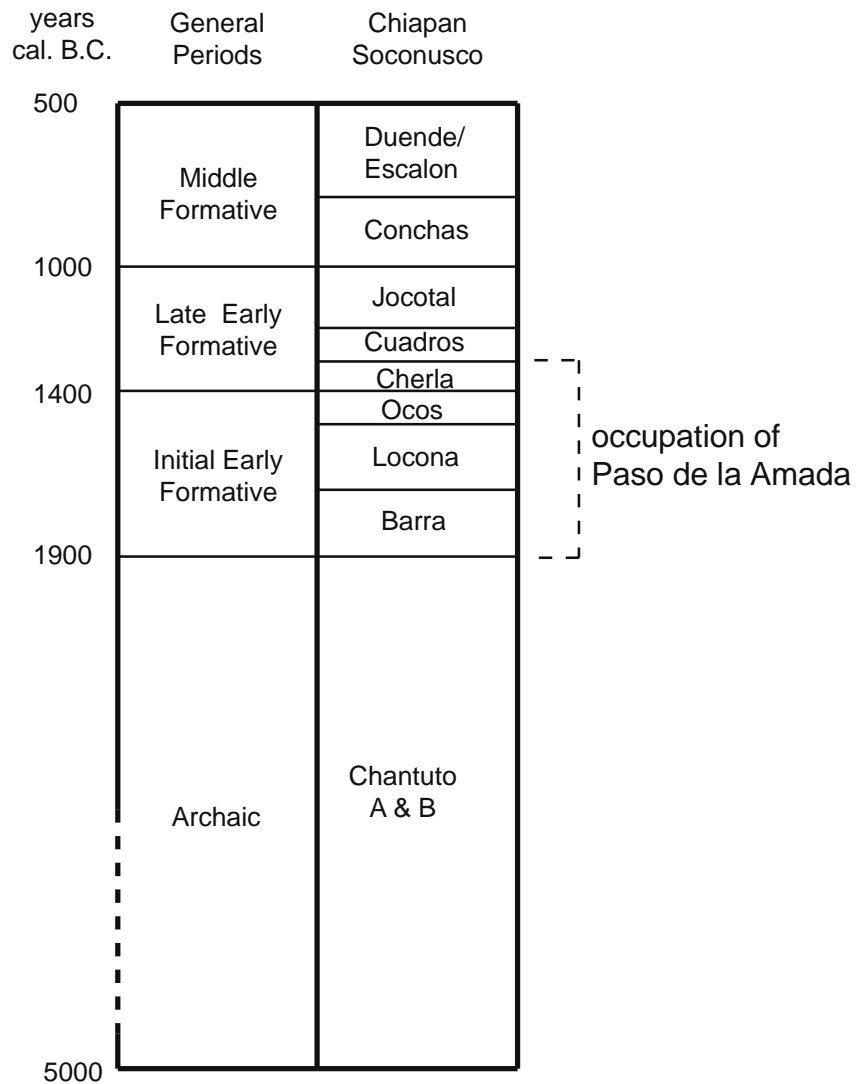 years
cal. B.C.
General
Periods
Chiapan
Soconusco
500
Middle
Formative
Duende/
Escalon
Conchas
1000
Late Early
Formative
Jocotal
Cuadros
Cherla
1400
Initial Early
Formative
Ocos
Locona
Barra
occupation of
Paso de la Amada
1900
Archaic
Chantuto
A & B
5000